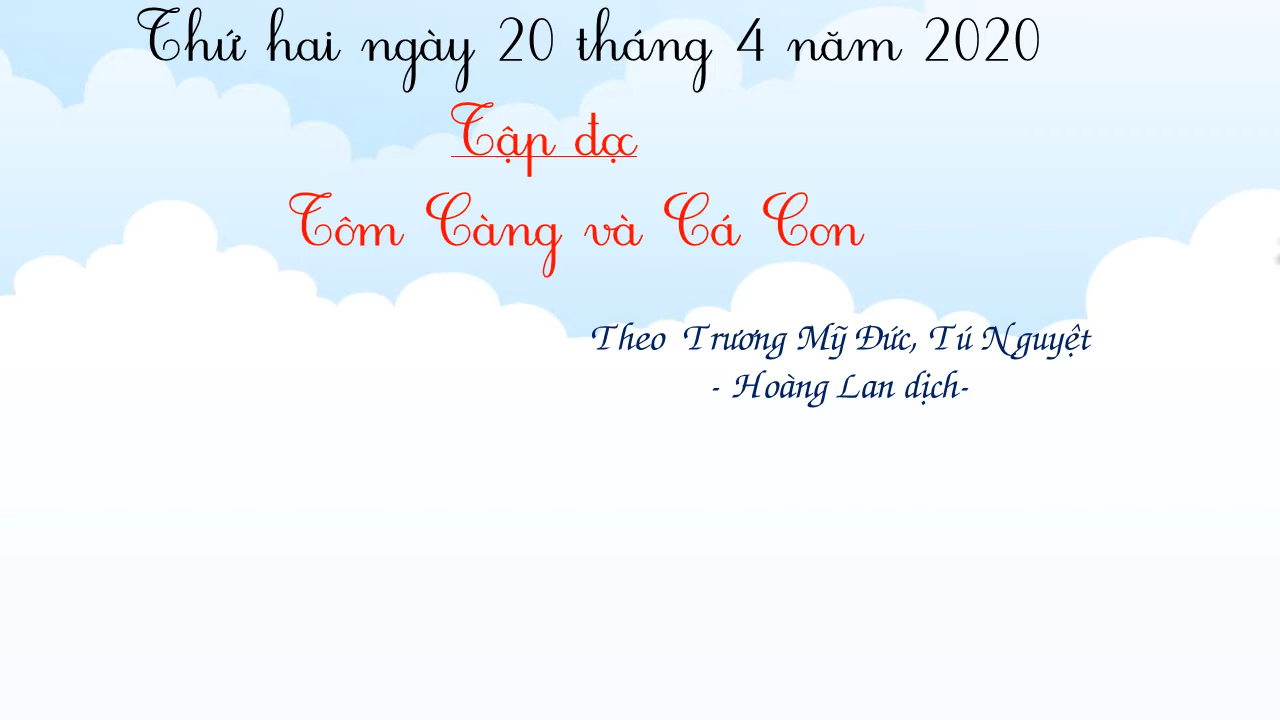 Thứ hai ngày 20 tháng 4 năm 2020
Tập đọc
Tôm Càng và Cá Con
Theo Trương Mỹ Đức, Tú Nguyệt
- Hoàng Lan dịch-